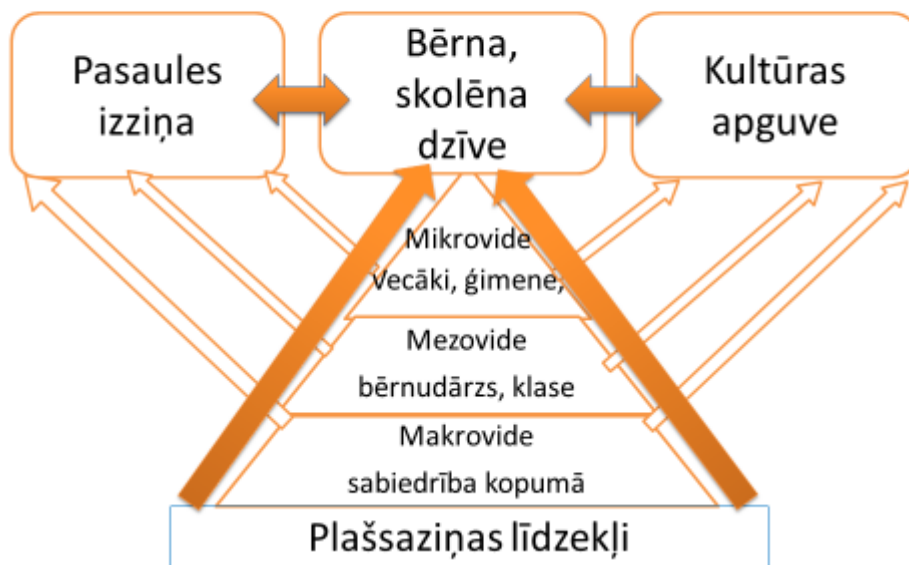 Pasaules
izziņa
Bērna,
skolēna
dzīve
Kultūras
apguve
Mikrovide
Vecāki, ģimene,
Mezovide
bērnudārzs, klase
Makrovide
sabiedrība kopumā
Plašsaziņas līdzekļi